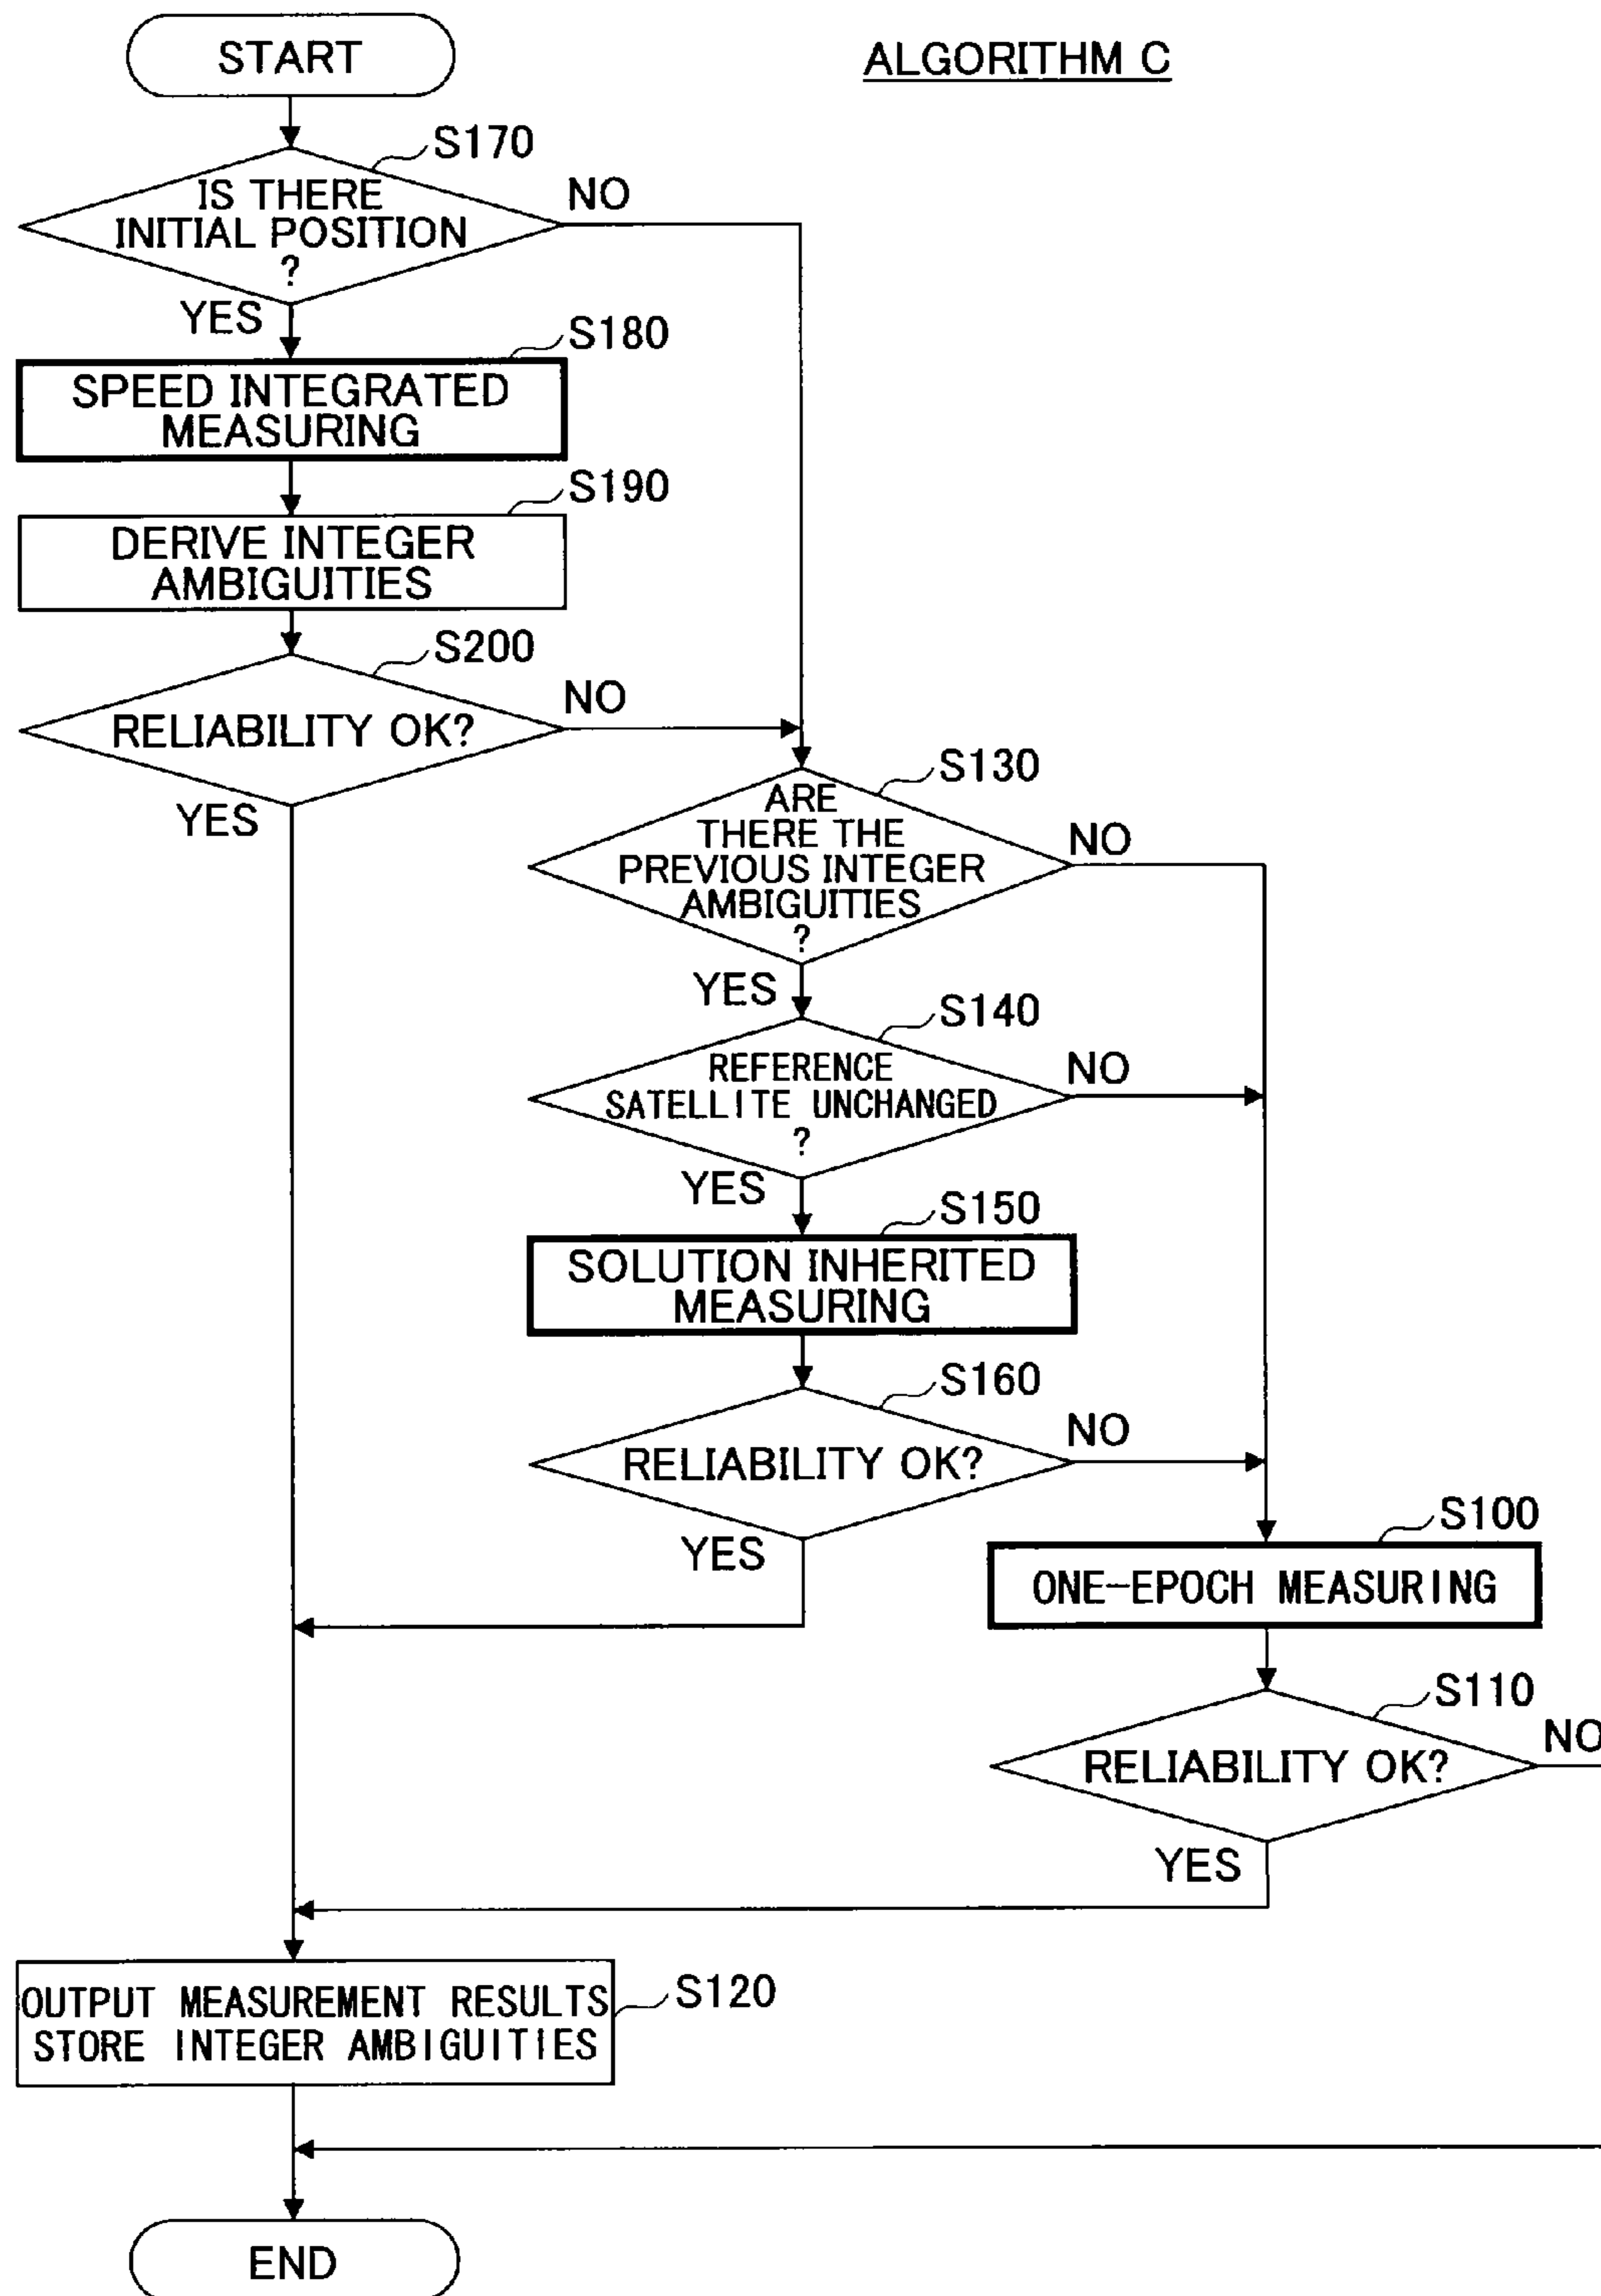 START
ALGORITHM C
S170
IS THERE
INITIAL POSITION
?
NO
YES
S180
SPEED INTEGRATED
MEASURING
S190
DERIVE INTEGER
AMBIGUITIES
S200
RELIABILITY OK?
NO
YES
S130
ARE
THERE THE
PREVIOUS INTEGER
AMBIGUITIES
?
NO
YES
S140
REFERENCE
SATELLITE UNCHANGED
?
NO
YES
S150
SOLUTION INHERITED
MEASURING
S160
RELIABILITY OK?
NO
YES
S100
ONE-EPOCH MEASURING
S110
RELIABILITY OK?
NO
YES
S120
OUTPUT MEASUREMENT RESULTS
STORE INTEGER AMBIGUITIES
END